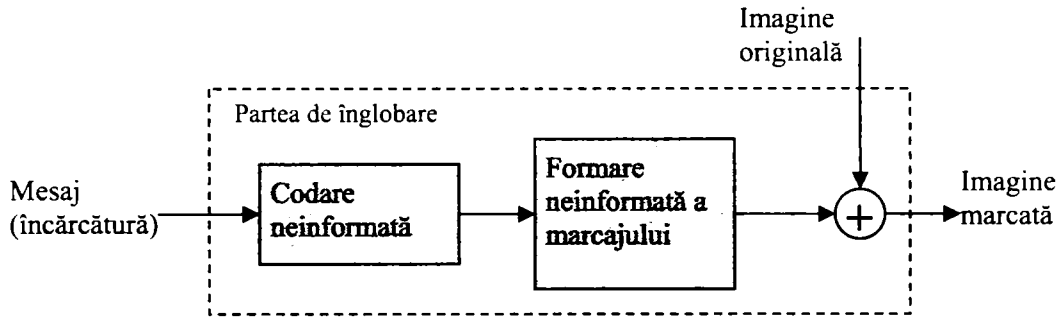 Imagine
originală
Partea de înglobare
Mesaj
(încărcătură)
Codare
neinformată
Formare
neinformată a
marcajului
+
Imagine
marcată